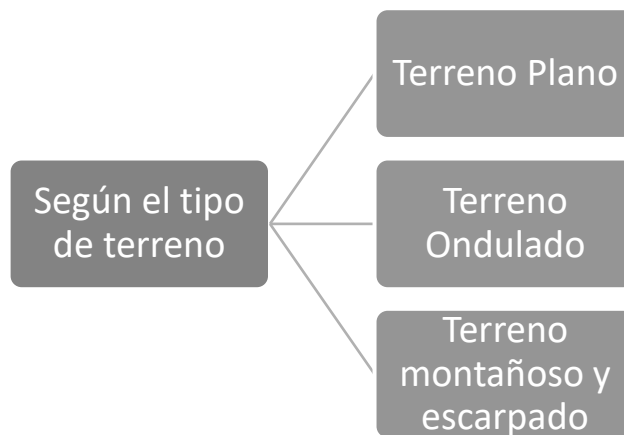 Terreno Plano
Según el tipo
de terreno
Terreno
Ondulado
Terreno
montañoso y
escarpado